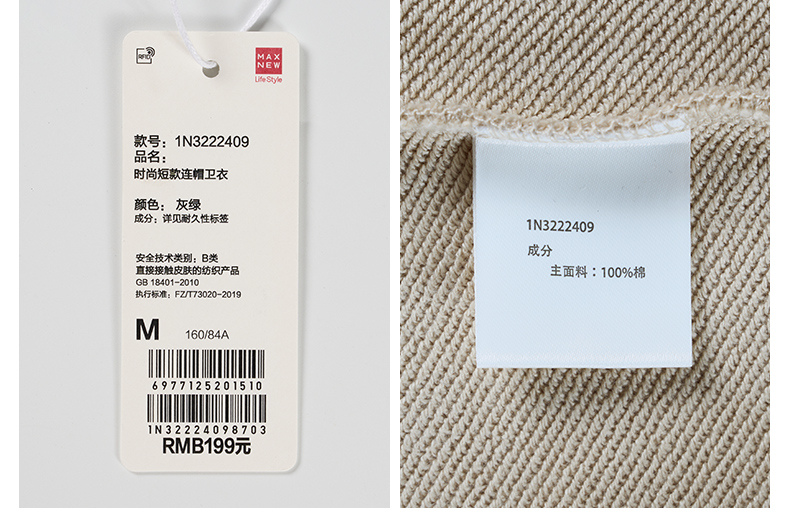 RFID
MAX
NEW
LifeStyle
款号：1N3222409
品名：
时尚短款连帽卫衣
颜色：灰绿
成分：详见耐久性标签
安全技术类别：B类
直接接触皮肤的纺织产品
GB 18401-2010
执行标准：FZ/T73020-2019
M 160/84A
6977125201510
1N32224098703
RMB199元
1N3222409
成分
主面料：100%棉